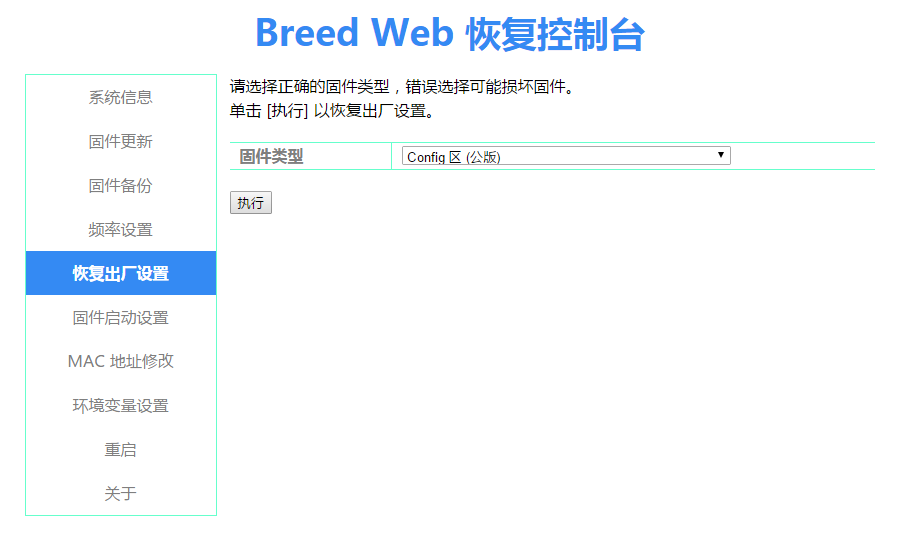 Breed Web 恢复控制台
系统信息
固件更新
固件备份
频率设置
恢复出厂设置
固件启动设置
MAC 地址修改
环境变量设置
重启
关于
请选择正确的固件类型，错误选择可能损坏固件。
单击 [执行] 以恢复出厂设置。
固件类型
Config 区 (公版)
执行